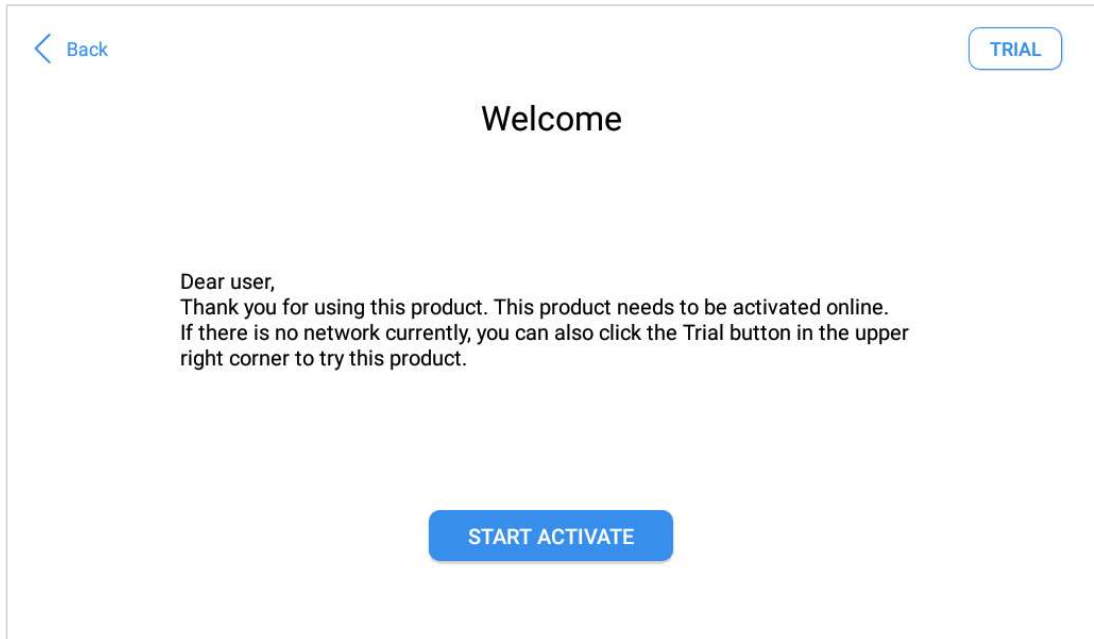 Back
TRIAL
Welcome
Dear user,
Thank you for using this product. This product needs to be activated online.
If there is no network currently, you can also click the Trial button in the upper
right corner to try this product.
START ACTIVATE